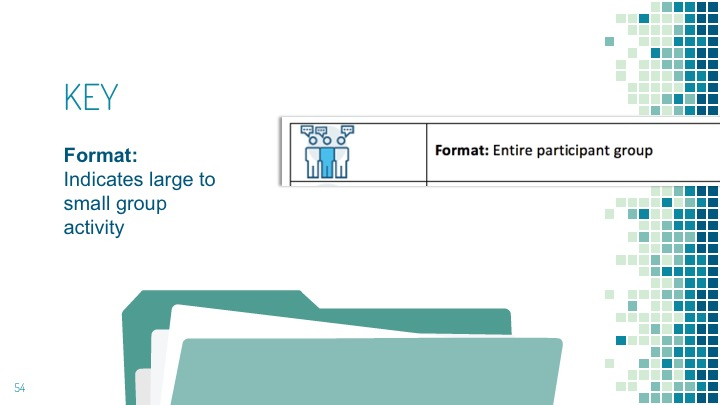 KEY
Format:
Indicates large to
small group
activity
Format: Entire participant group
54